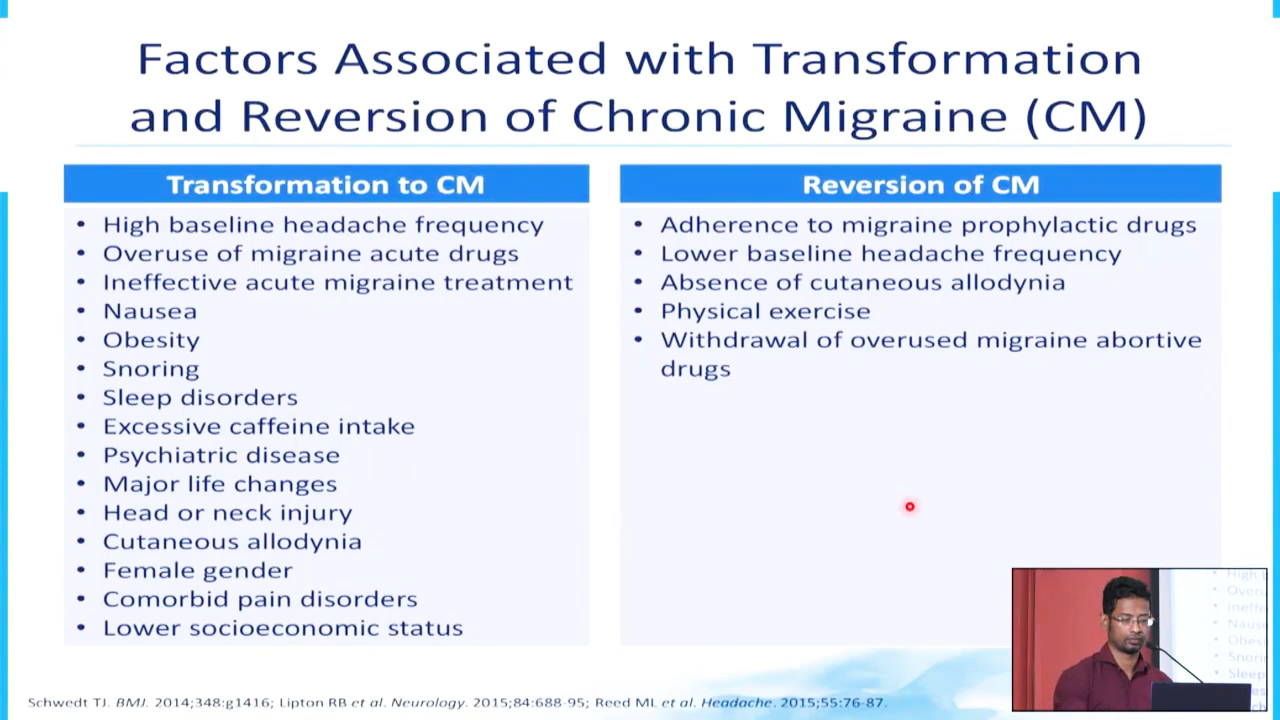 Factors Associated with Transformation
and Reversion of Chronic Migraine (CM)
Transformation to CM
• High baseline headache frequency
• Overuse of migraine acute drugs
• Ineffective acute migraine treatment
• Nausea
• Obesity
• Snoring
• Sleep disorders
• Excessive caffeine intake
• Psychiatric disease
• Major life changes
• Head or neck injury
• Cutaneous allodynia
• Female gender
• Comorbid pain disorders
• Lower socioeconomic status
Reversion of CM
• Adherence to migraine prophylactic drugs
• Lower baseline headache frequency
• Absence of cutaneous allodynia
• Physical exercise
• Withdrawal of overused migraine abortive
drugs
Schwedt TJ. BMJ. 2014;348:g1416; Lipton RB et al. Neurology. 2015;84:688-95; Reed ML et al. Headache. 2015;55:76-87.